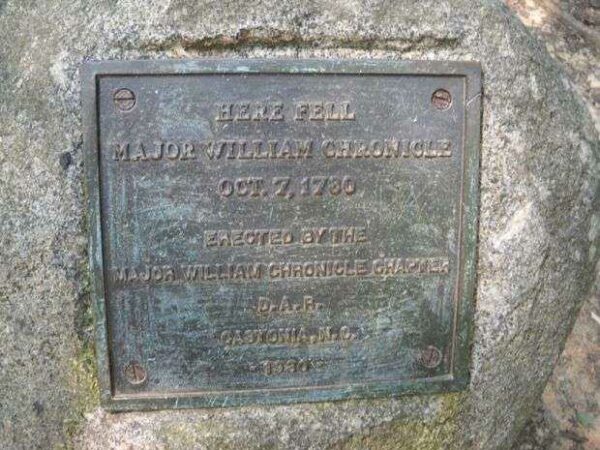 HERE FELL
MAJOR WILLIAM CHRONICLE
OCT. 7, 1780
ERECTED BY THE
MAJOR WILLIAM CHRONICLE CHAPTER
D.A.R.
GASTONIA, N.C.